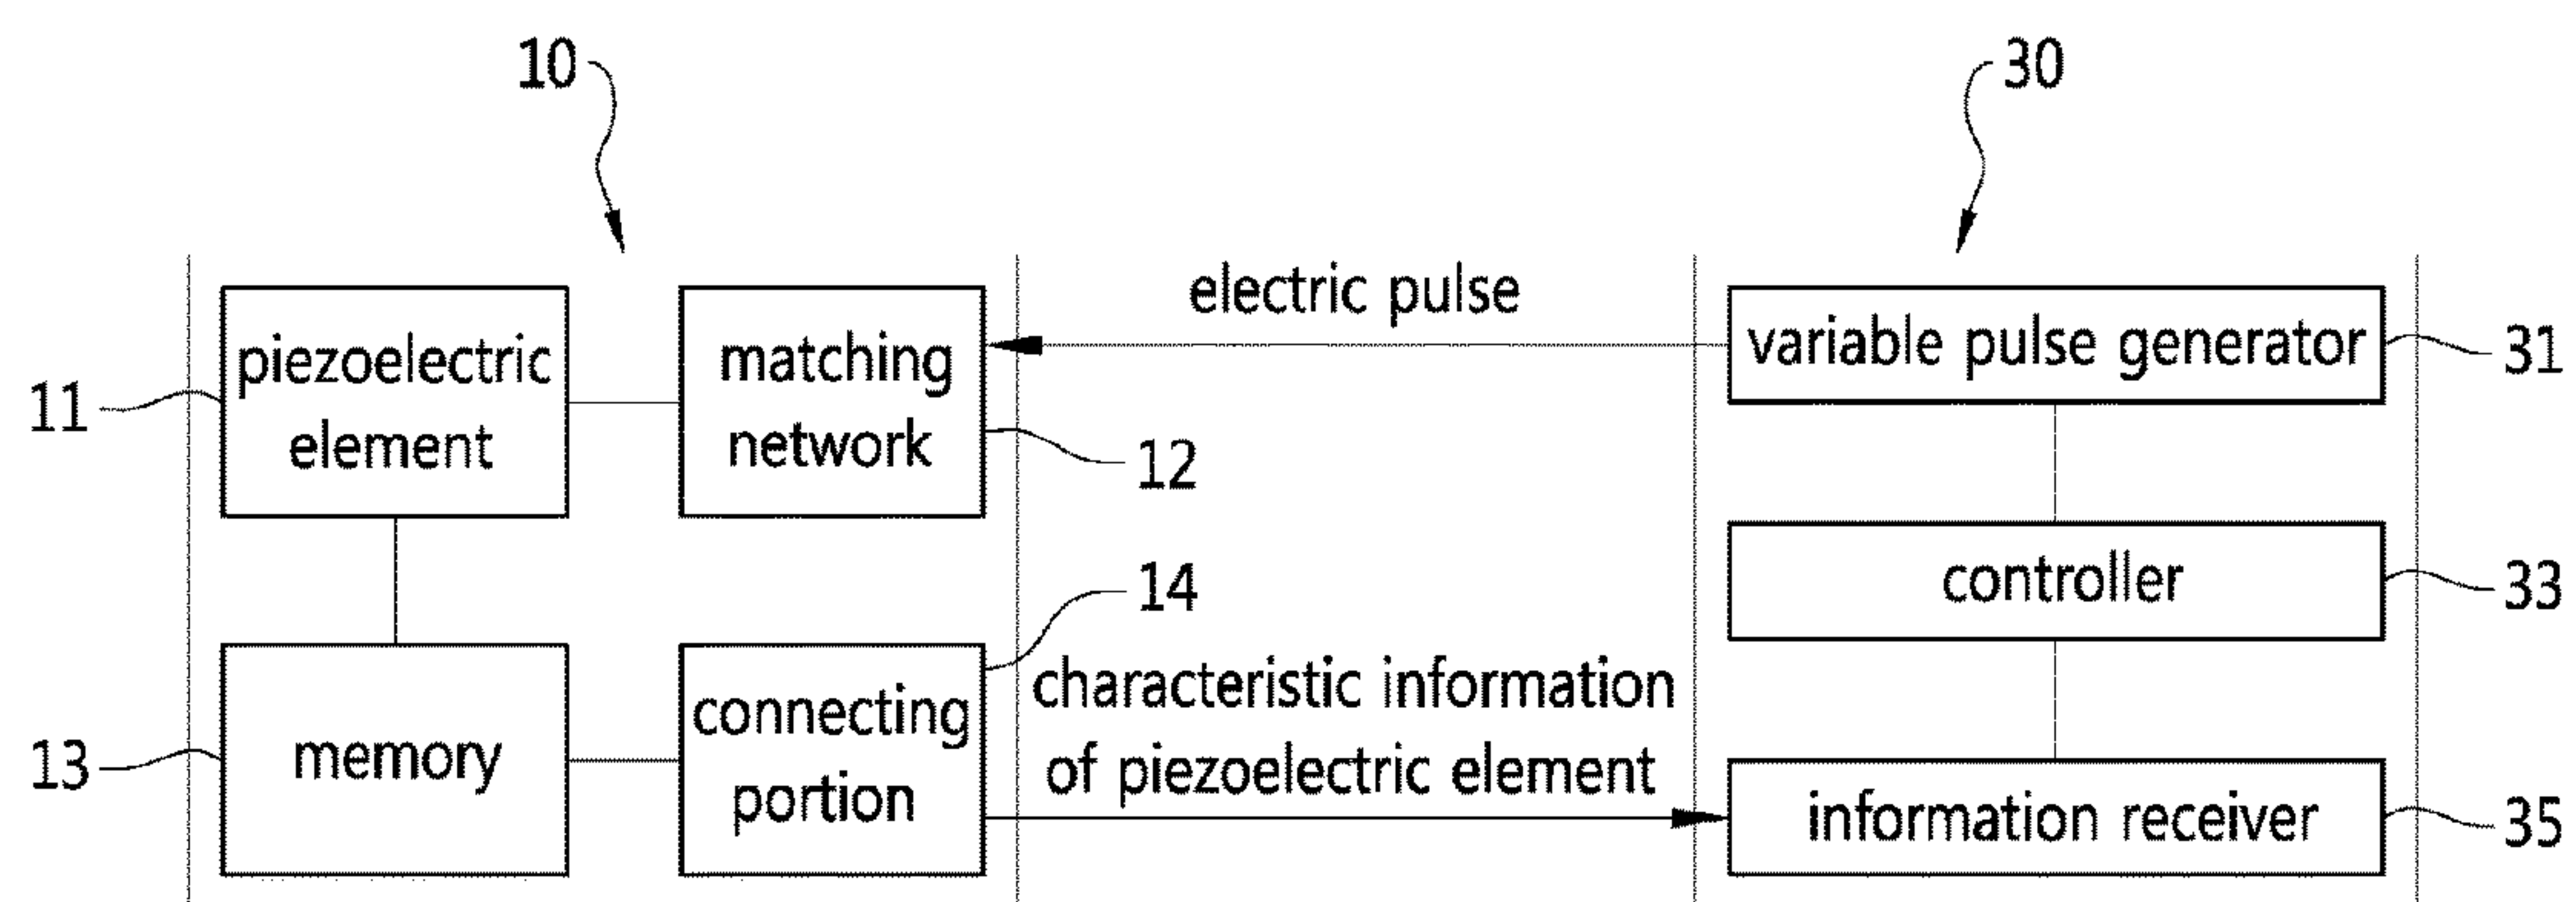 10
30
electric pulse
piezoelectric
element
matching
network
variable pulse generator
11
12
31
controller
33
14
characteristic information
of piezoelectric element
memory
connecting
portion
13
information receiver
35